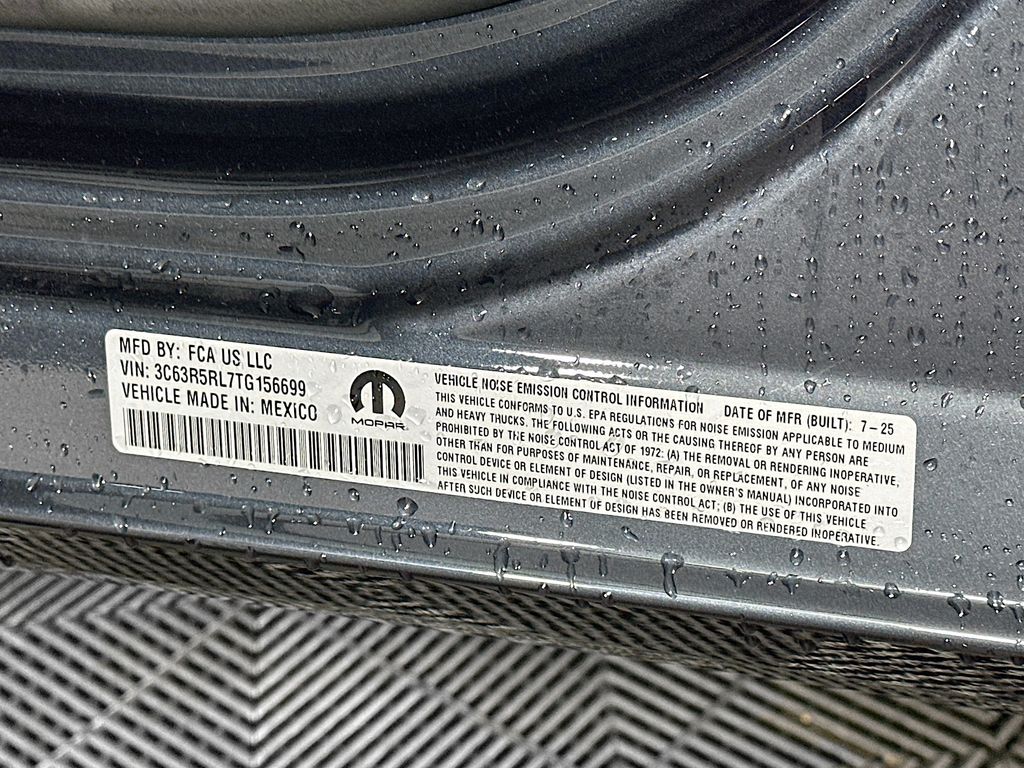 MFD BY: FCA US LLC
VIN: 3C63R5RL7TG156699
VEHICLE MADE IN: MEXICO
MOPAR
VEHICLE NOISE EMISSION CONTROL INFORMATION DATE OF MFR (BUILT): 7-25
THIS VEHICLE CONFORMS TO U.S. EPA REGULATIONS FOR NOISE EMISSION APPLICABLE TO MEDIUM
AND HEAVY TRUCKS. THE FOLLOWING ACTS OR THE CAUSING THEREOF BY ANY PERSON ARE
PROHIBITED BY THE NOISE CONTROL ACT OF 1972: (A) THE REMOVAL OR RENDERING INOPERATIVE,
OTHER THAN FOR PURPOSES OF MAINTENANCE, REPAIR, OR REPLACEMENT, OF ANY NOISE
CONTROL DEVICE OR ELEMENT OF DESIGN (LISTED IN THE OWNER'S MANUAL) INCORPORATED INTO
THIS VEHICLE IN COMPLIANCE WITH THE NOISE CONTROL ACT; (B) THE USE OF THIS VEHICLE
AFTER SUCH DEVICE OR ELEMENT OF DESIGN HAS BEEN REMOVED OR RENDERED INOPERATIVE.